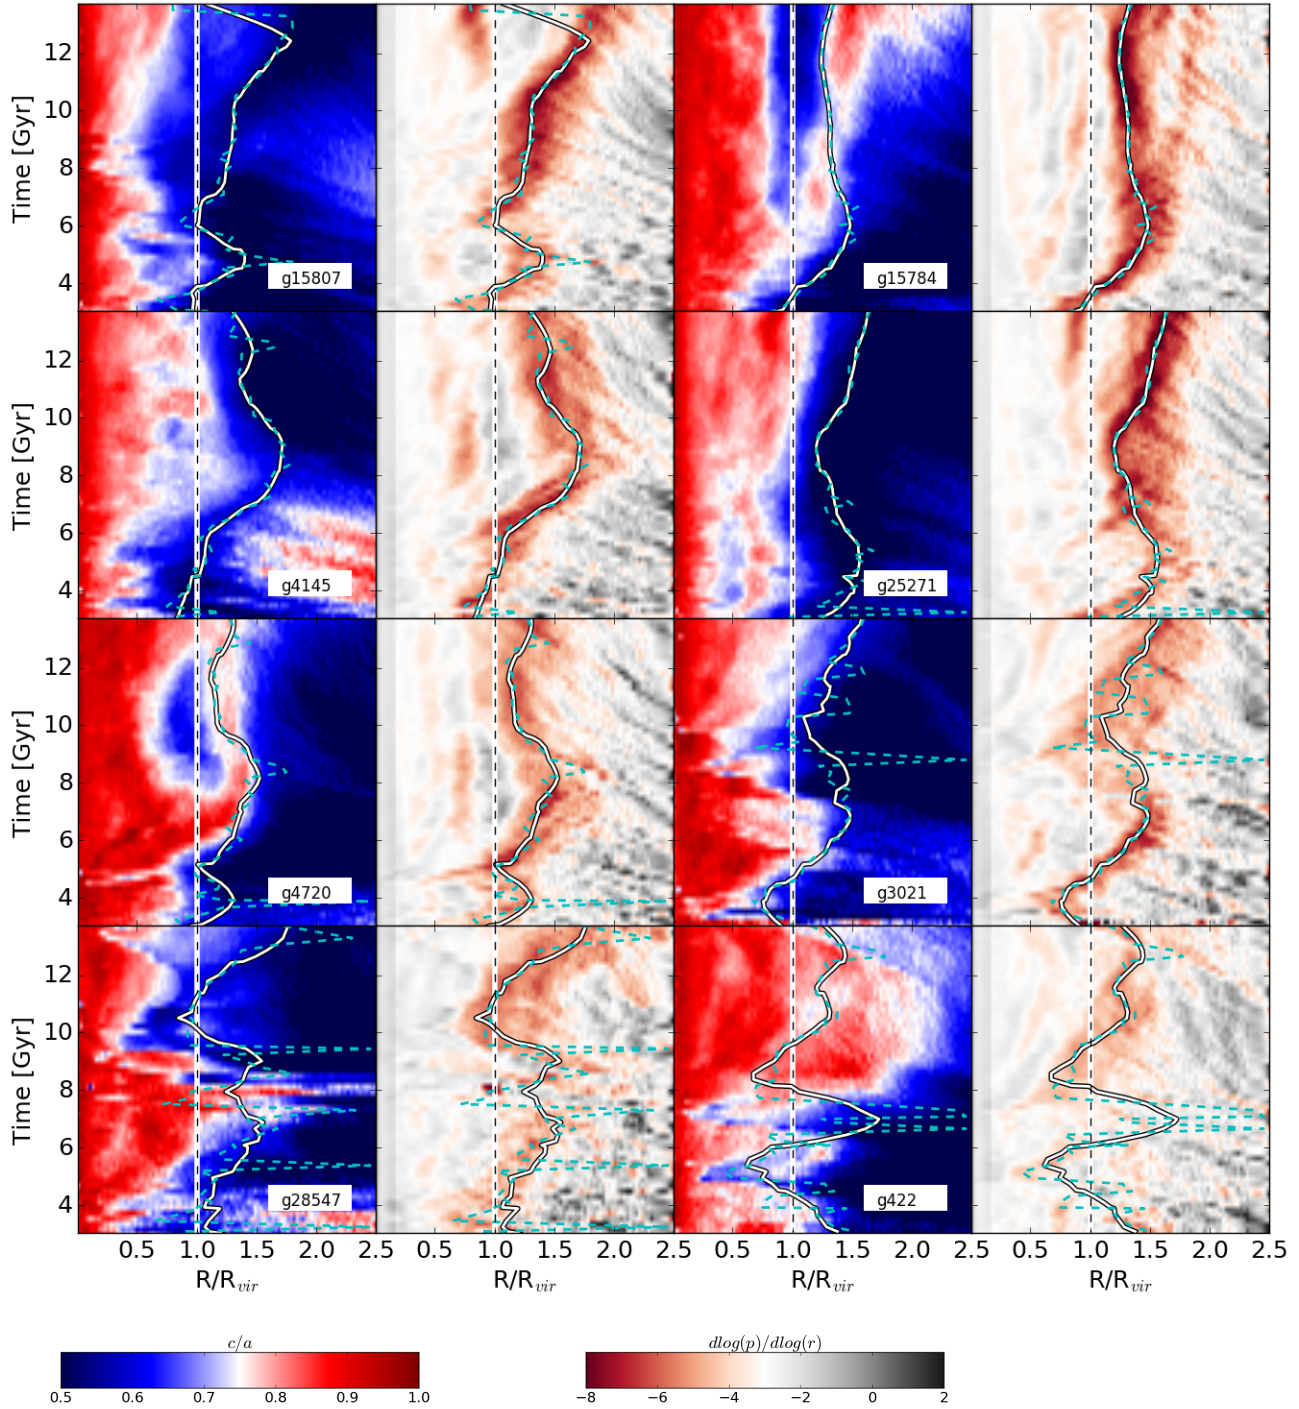 Time [Gyr]
12
10
8
6
4
g15807
g15784
Time [Gyr]
12
10
8
6
4
g4145
g25271
Time [Gyr]
12
10
8
6
4
g4720
g3021
Time [Gyr]
12
10
8
6
4
g28547
g422
0.5 1.0 1.5 2.0 2.5 0.5 1.0 1.5 2.0 0.5 1.0 1.5 2.0 2.5 0.5 1.0 1.5 2.0 2.5
R/R_vir R/R_vir R/R_vir R/R_vir
c/a
0.5 0.6 0.7 0.8 0.9 1.0
dlog(p)/dlog(r)
−8 −6 −4 −2 0 2